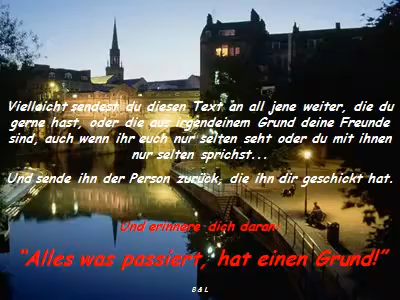 Vielleicht sendest du diesen Text an all jene weiter, die du
gerne hast, oder die aus irgendeinem Grund deine Freunde
sind, auch wenn ihr euch nur selten seht oder du mit ihnen
nur selten sprichst...
Und sende ihn der Person zurück, die ihn dir geschickt hat.
Und erinnere dich daran:
“Alles was passiert, hat einen Grund!”
B & L